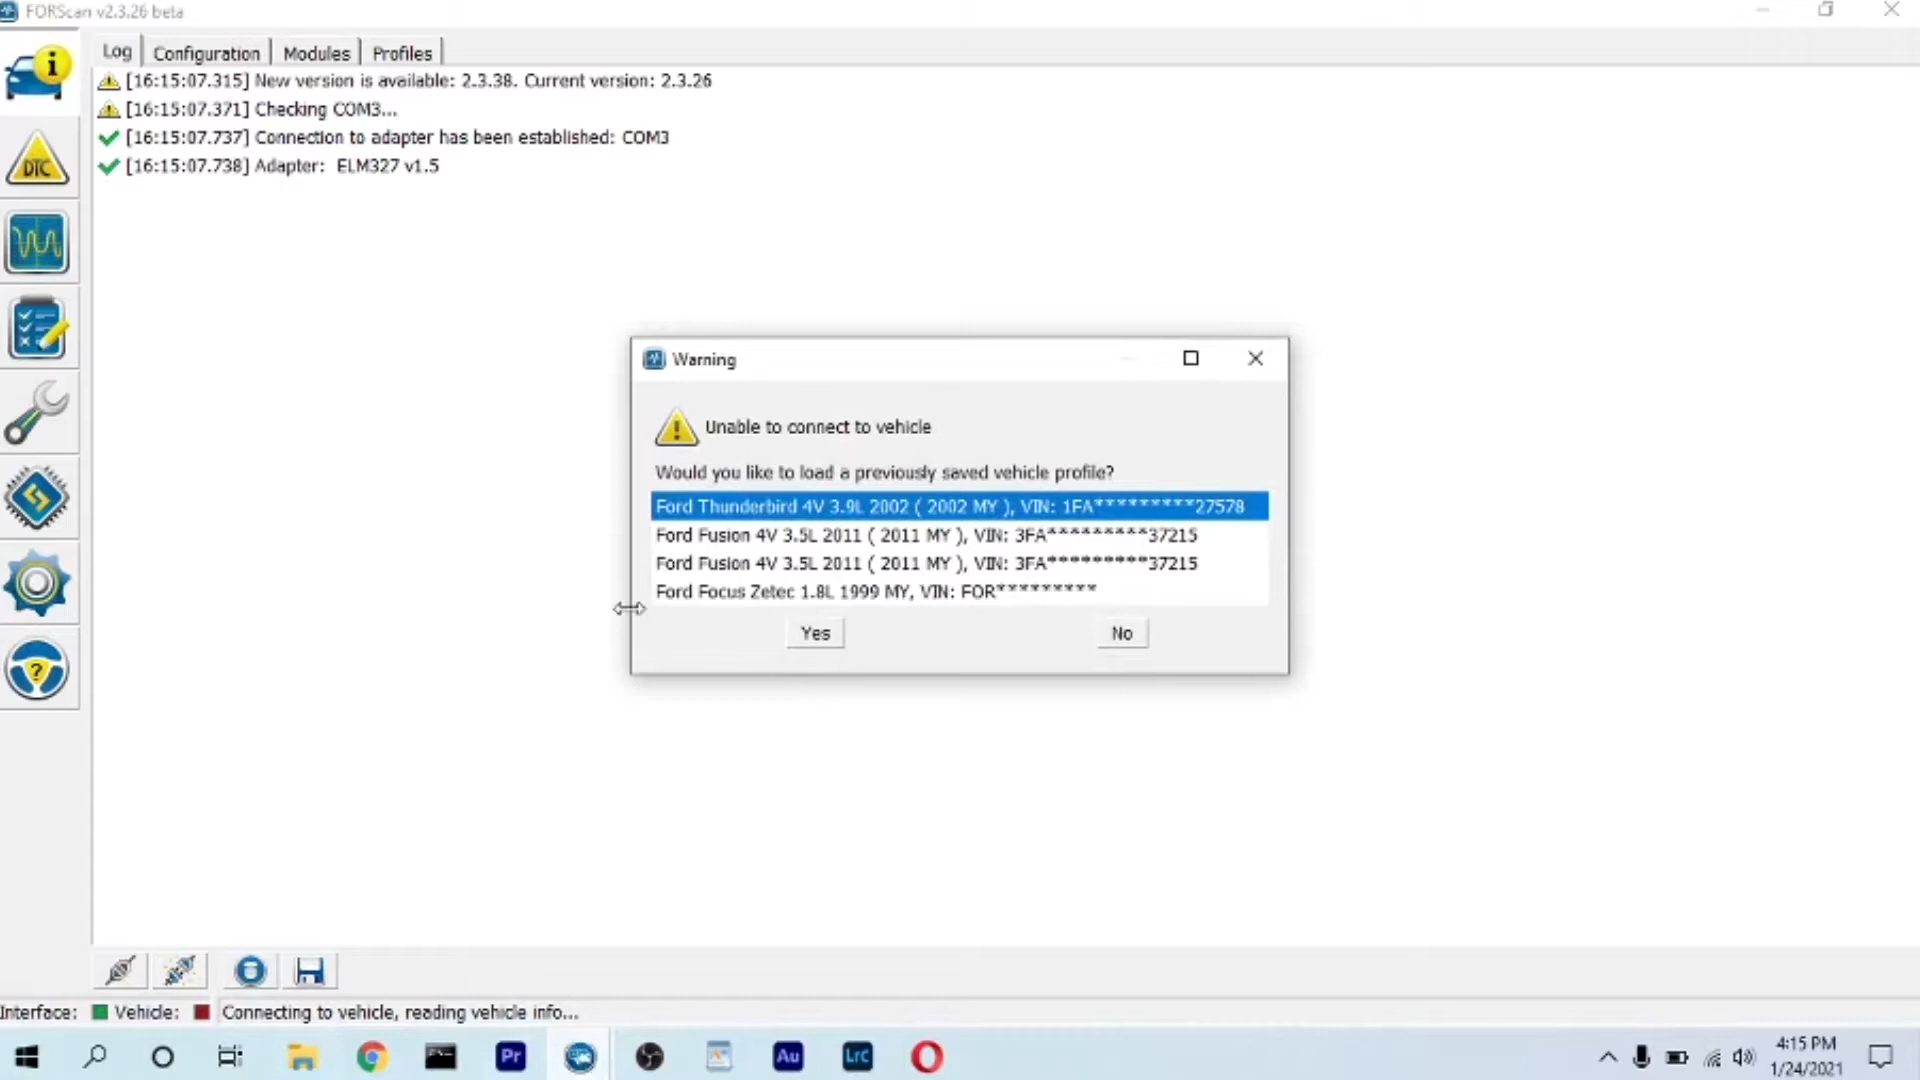 FORScan v2.3.26 beta
Log Configuration Modules Profiles
[16:15:07.315] New version is available: 2.3.38. Current version: 2.3.26
[16:15:07.371] Checking COM3...
[16:15:07.737] Connection to adapter has been established: COM3
[16:15:07.738] Adapter: ELM327 v1.5
i
DTC
?
Warning
Unable to connect to vehicle
Would you like to load a previously saved vehicle profile?
Ford Thunderbird 4V 3.9L 2002 ( 2002 MY ), VIN: 1FA*********27578
Ford Fusion 4V 3.5L 2011 ( 2011 MY ), VIN: 3FA*********37215
Ford Fusion 4V 3.5L 2011 ( 2011 MY ), VIN: 3FA*********37215
Ford Focus Zetec 1.8L 1999 MY, VIN: FOR*********
Yes No
Interface: Vehicle: Connecting to vehicle, reading vehicle info...
Pr Au LrC
4:15 PM
1/24/2021